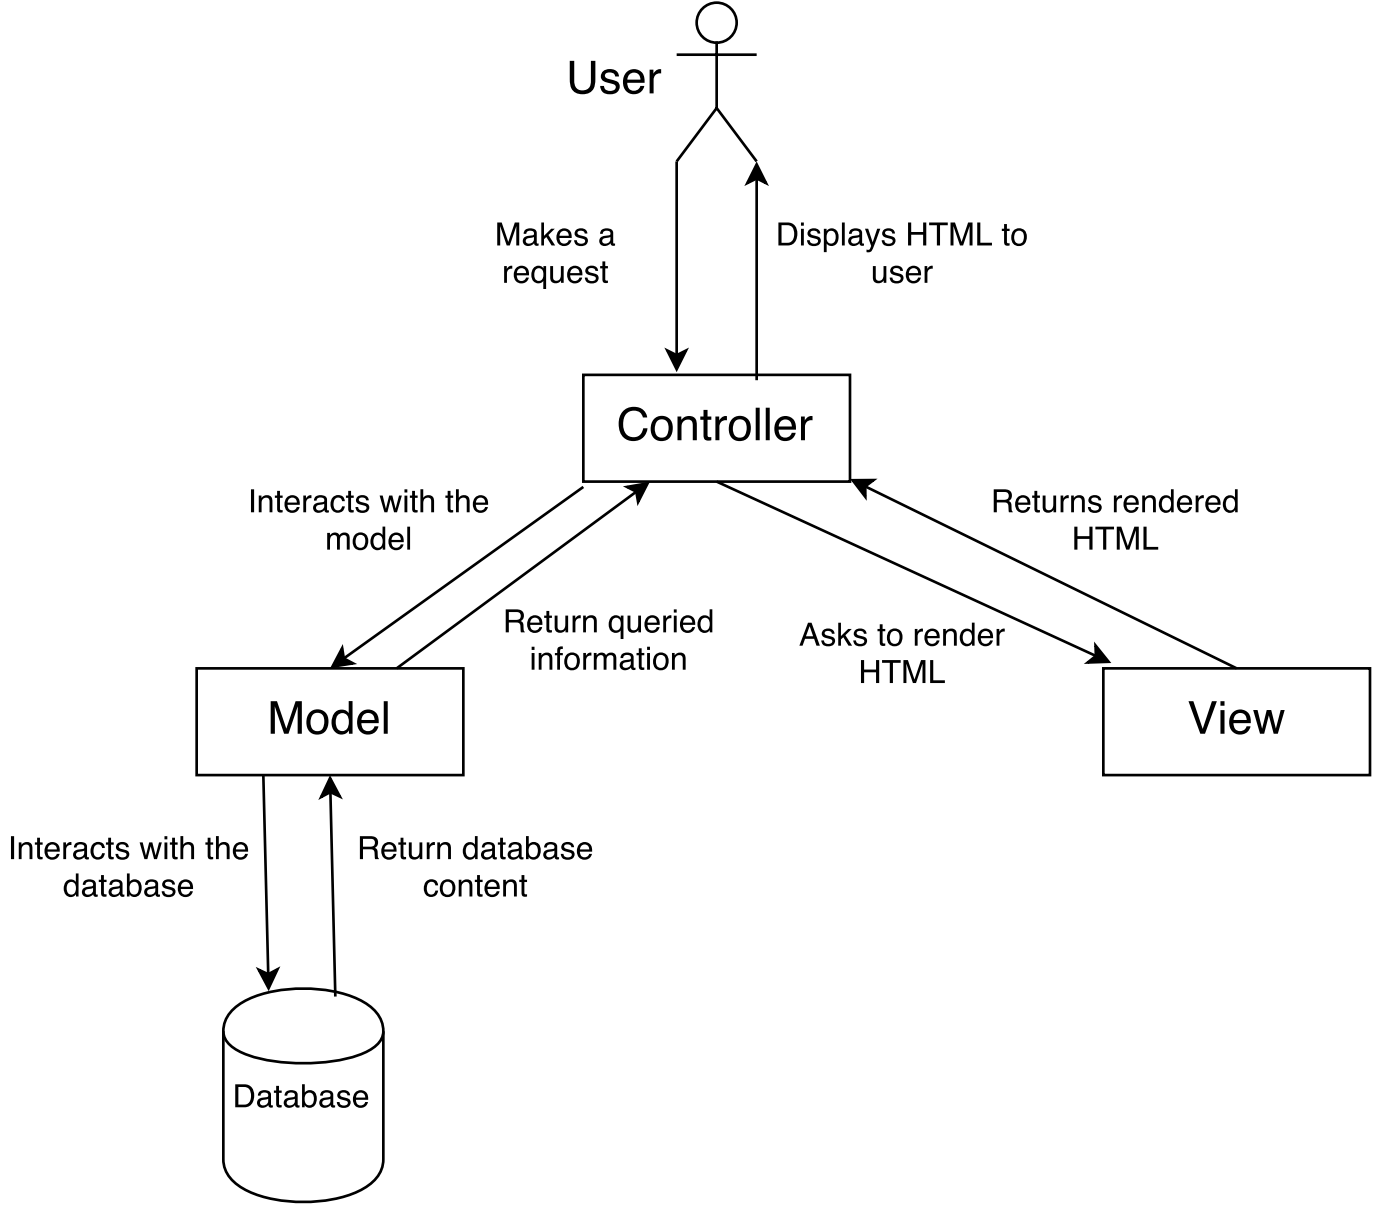 User
Makes a
request
Displays HTML to
user
Controller
Interacts with the
model
Returns rendered
HTML
Return queried
information
Asks to render
HTML
Model
View
Interacts with the
database
Return database
content
Database